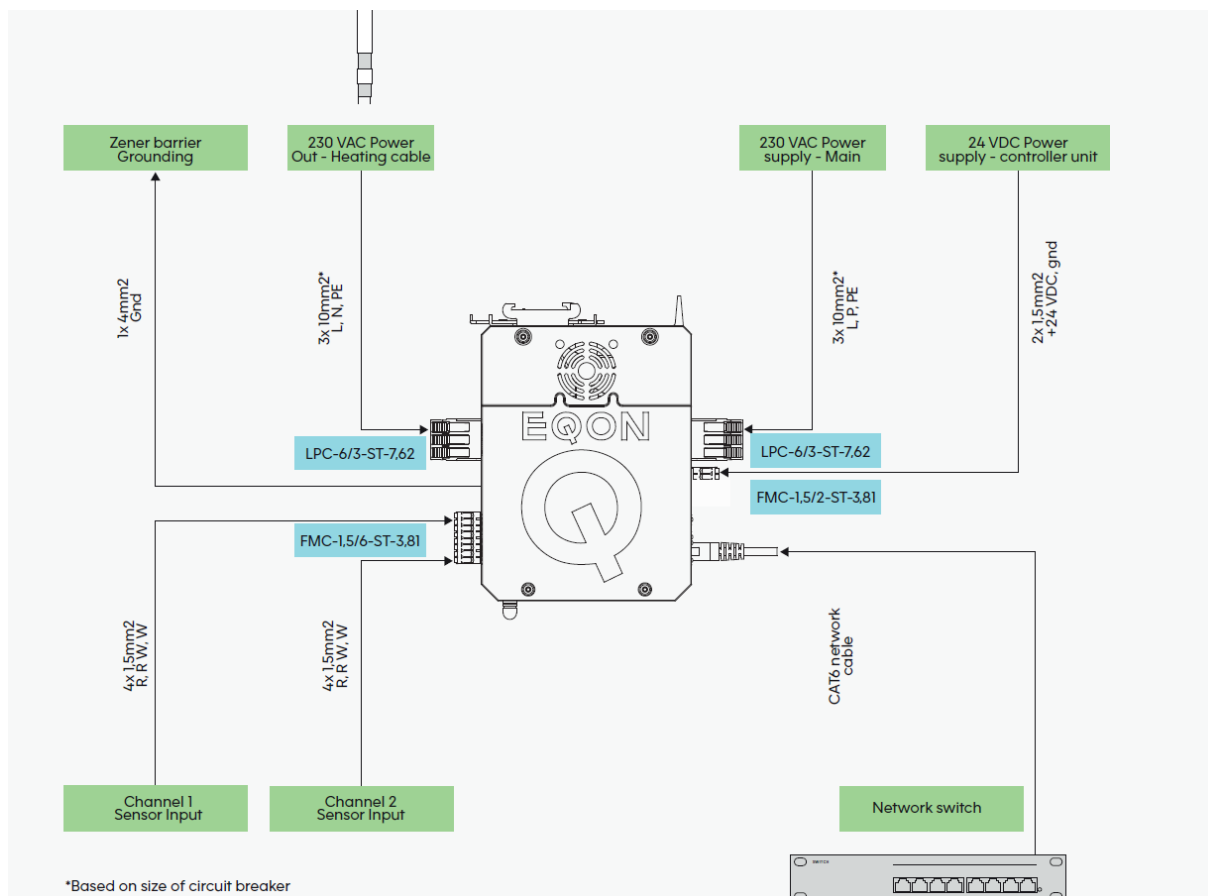 Zener barrier
Grounding
230 VAC Power
Out - Heating cable
230 VAC Power
supply - Main
24 VDC Power
supply - controller unit
1x 4mm2
Gnd
3x 10mm2*
L, N, PE
3x 10mm2*
L, P, PE
2x 1,5mm2
+24 VDC, gnd
EQON
LPC-6/3-ST-7,62
LPC-6/3-ST-7,62
FMC-1,5/2-ST-3,81
FMC-1,5/6-ST-3,81
Q
4x 1,5mm2
R, R W, W
4x 1,5mm2
R, R W, W
CAT6 network
cable
Channel 1
Sensor Input
Channel 2
Sensor Input
Network switch
SWITCH
*Based on size of circuit breaker